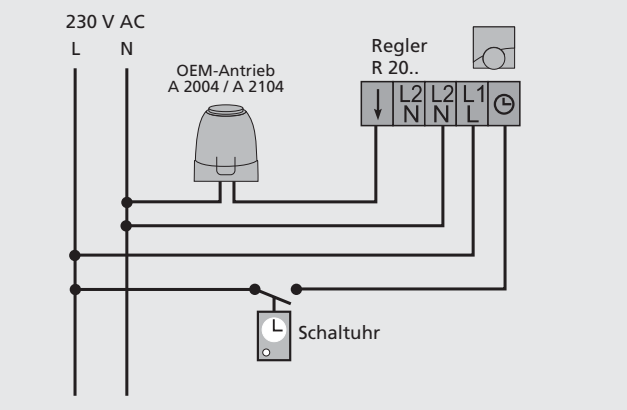 230 V AC
L N
OEM-Antrieb
A 2004 / A 2104
Regler
R 20..
L2 L2 L1
N N L
Schaltuhr